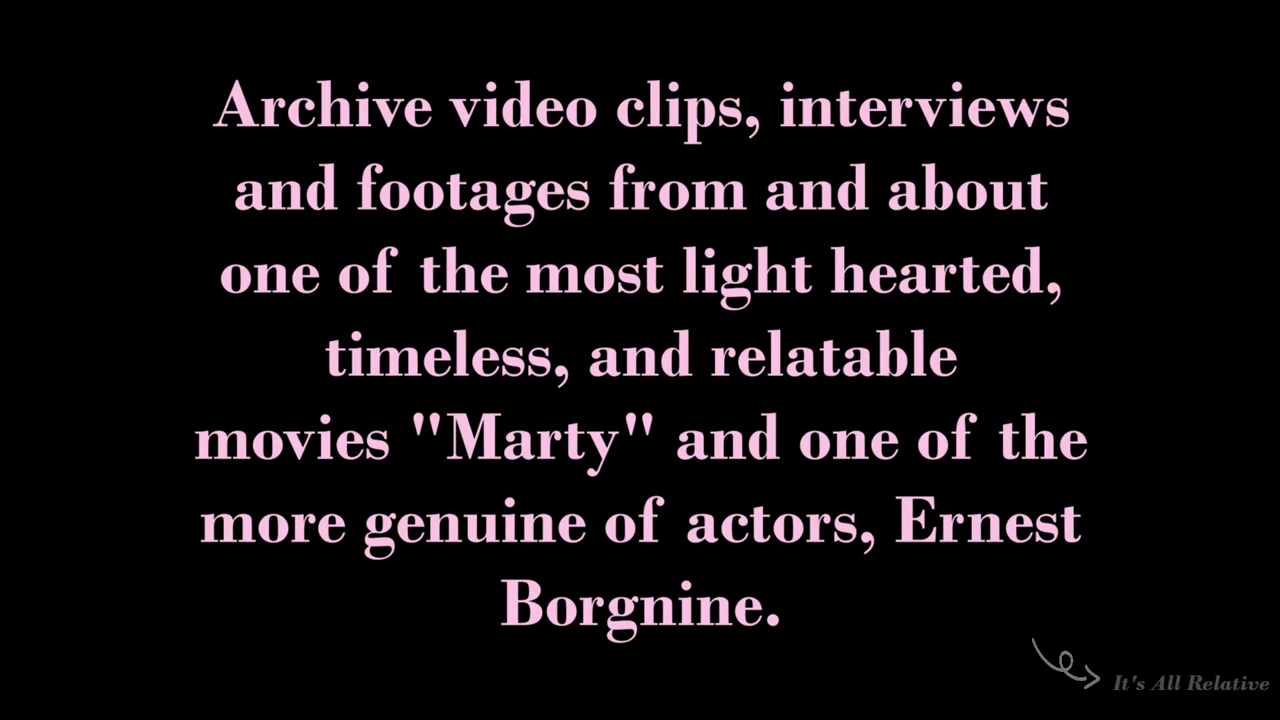 Archive video clips, interviews
and footages from and about
one of the most light hearted,
timeless, and relatable
movies "Marty" and one of the
more genuine of actors, Ernest
Borgnine.
It's All Relative